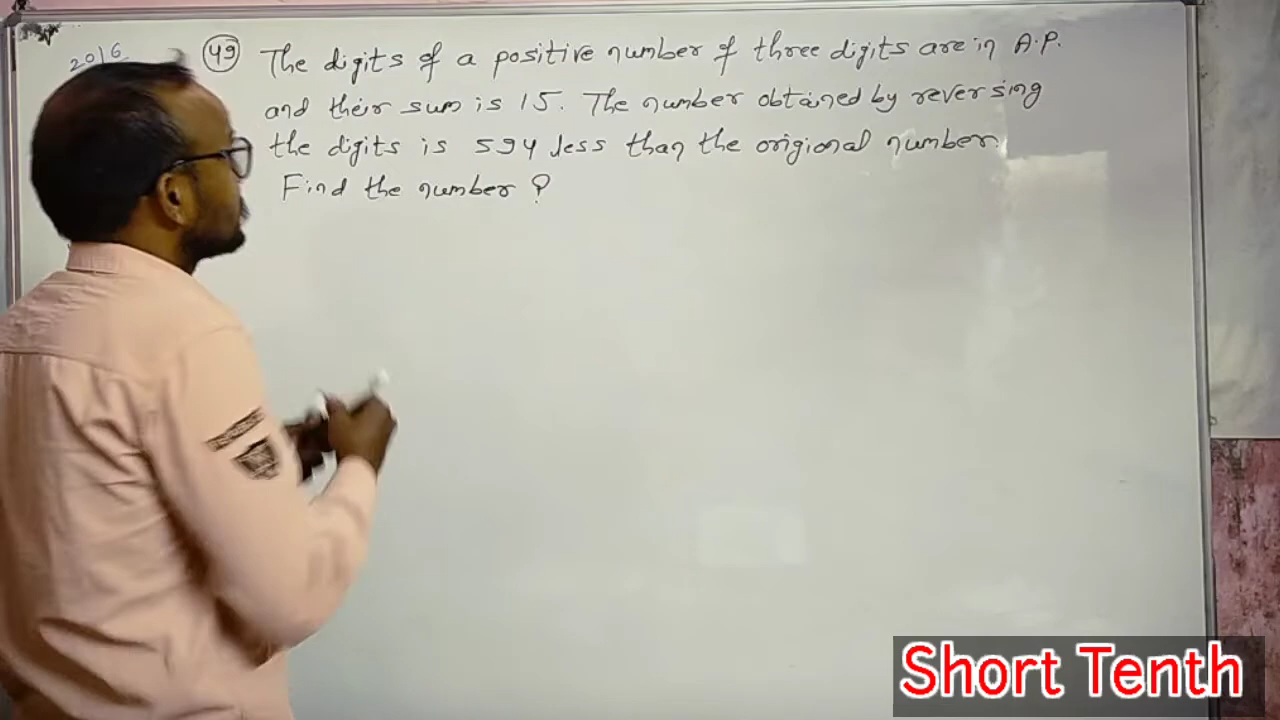 2016
49 The digits of a positive number of three digits are in A.P.
and their sum is 15. The number obtained by reversing
the digits is 594 less than the origional number.
Find the number ?
Short Tenth